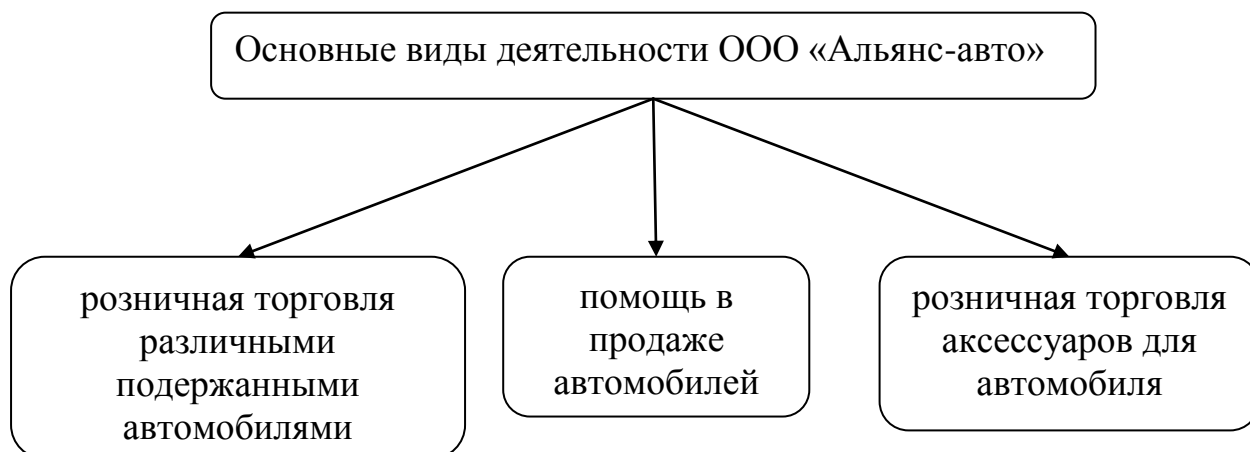 Основные виды деятельности ООО «Альянс-авто»
розничная торговля
различными
подержанными
автомобилями
помощь в
продаже
автомобилей
розничная торговля
аксессуаров для
автомобиля